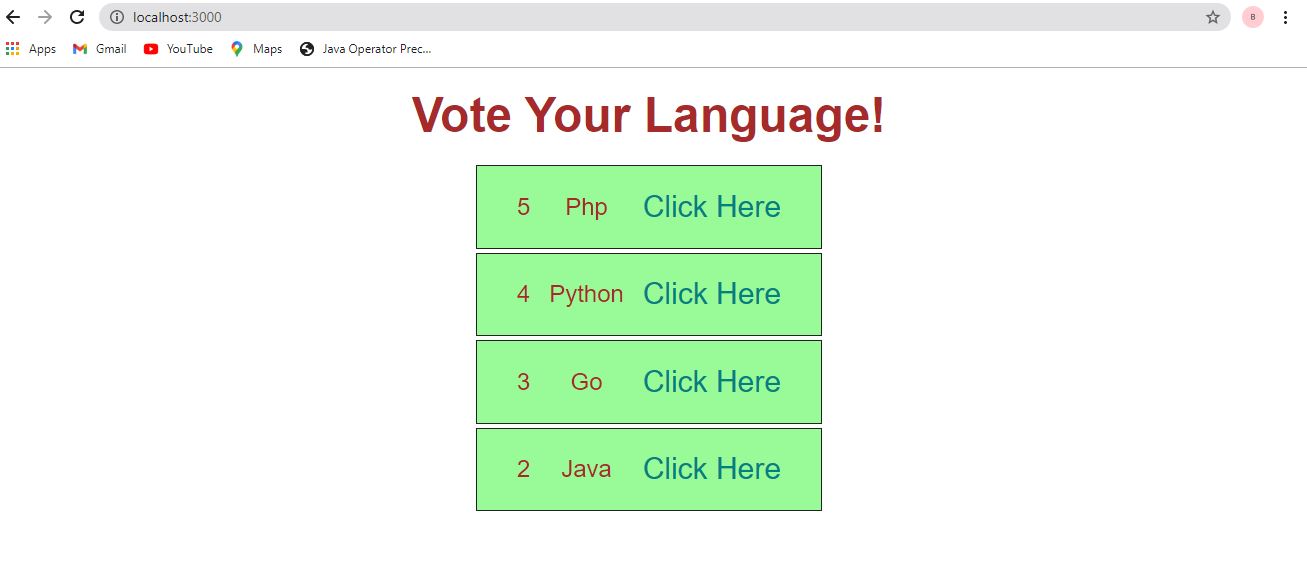 localhost:3000
B
Apps Gmail YouTube Maps Java Operator Prec...
Vote Your Language!
5 Php Click Here
4 Python Click Here
3 Go Click Here
2 Java Click Here